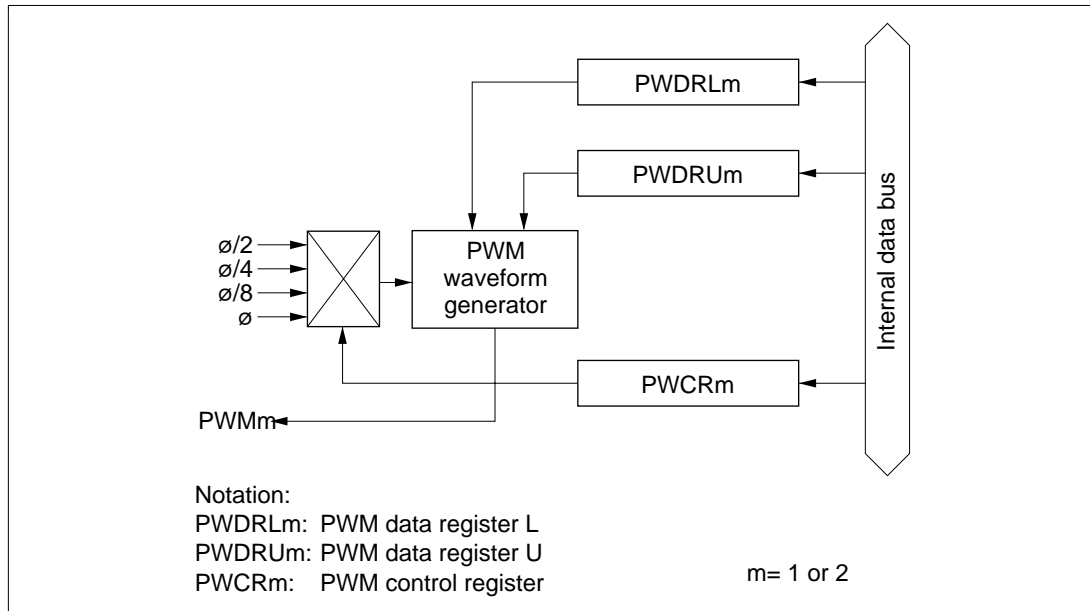 PWDRLm
PWDRUm
ø/2
ø/4
ø/8
ø
PWM
waveform
generator
Internal data bus
PWCRm
PWMm
Notation:
PWDRLm: PWM data register L
PWDRUm: PWM data register U
PWCRm: PWM control register
m= 1 or 2